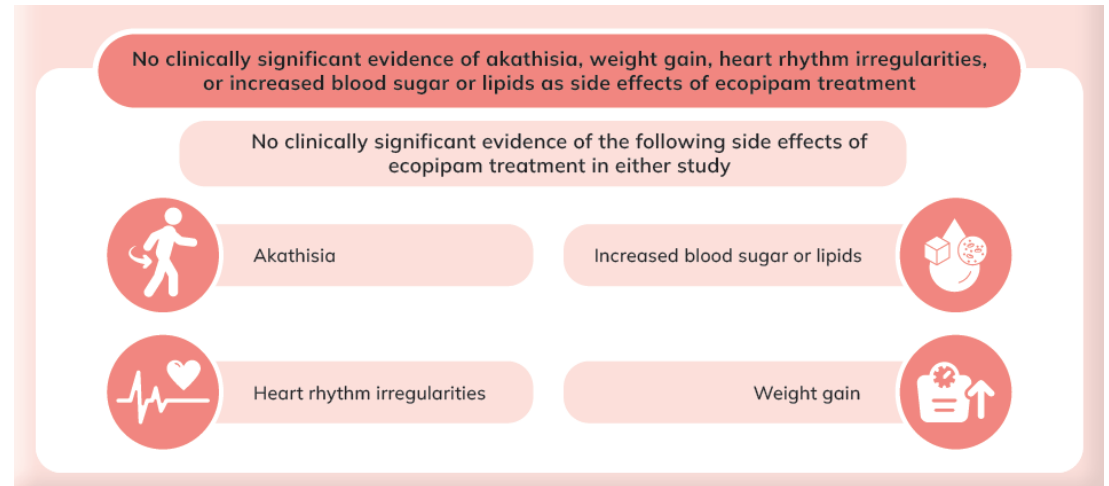 No clinically significant evidence of akathisia, weight gain, heart rhythm irregularities,
or increased blood sugar or lipids as side effects of ecopipam treatment
No clinically significant evidence of the following side effects of
ecopipam treatment in either study
Akathisia
Increased blood sugar or lipids
Heart rhythm irregularities
Weight gain